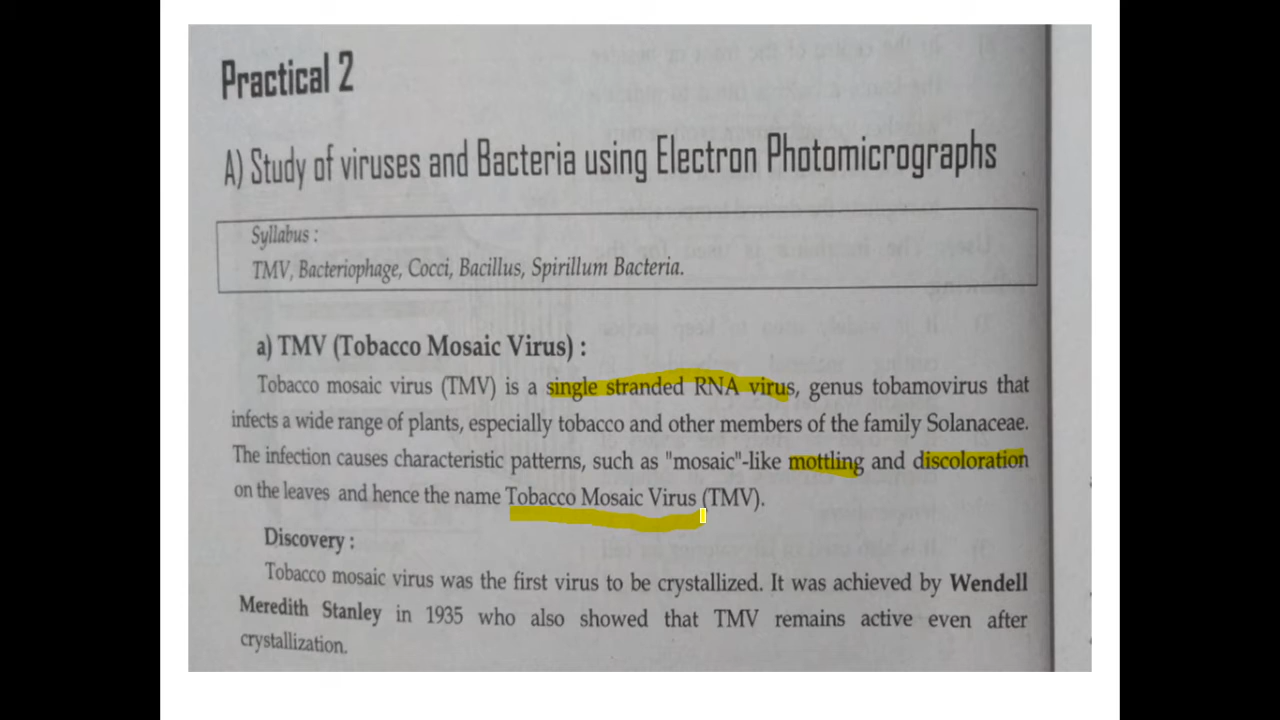 Practical 2
A) Study of viruses and Bacteria using Electron Photomicrographs
Syllabus :
TMV, Bacteriophage, Cocci, Bacillus, Spirillum Bacteria.
a) TMV (Tobacco Mosaic Virus) :
Tobacco mosaic virus (TMV) is a single stranded RNA virus, genus tobamovirus that
infects a wide range of plants, especially tobacco and other members of the family Solanaceae.
The infection causes characteristic patterns, such as "mosaic"-like mottling and discoloration
on the leaves and hence the name Tobacco Mosaic Virus (TMV).
Discovery :
Tobacco mosaic virus was the first virus to be crystallized. It was achieved by Wendell
Meredith Stanley in 1935 who also showed that TMV remains active even after
crystallization.